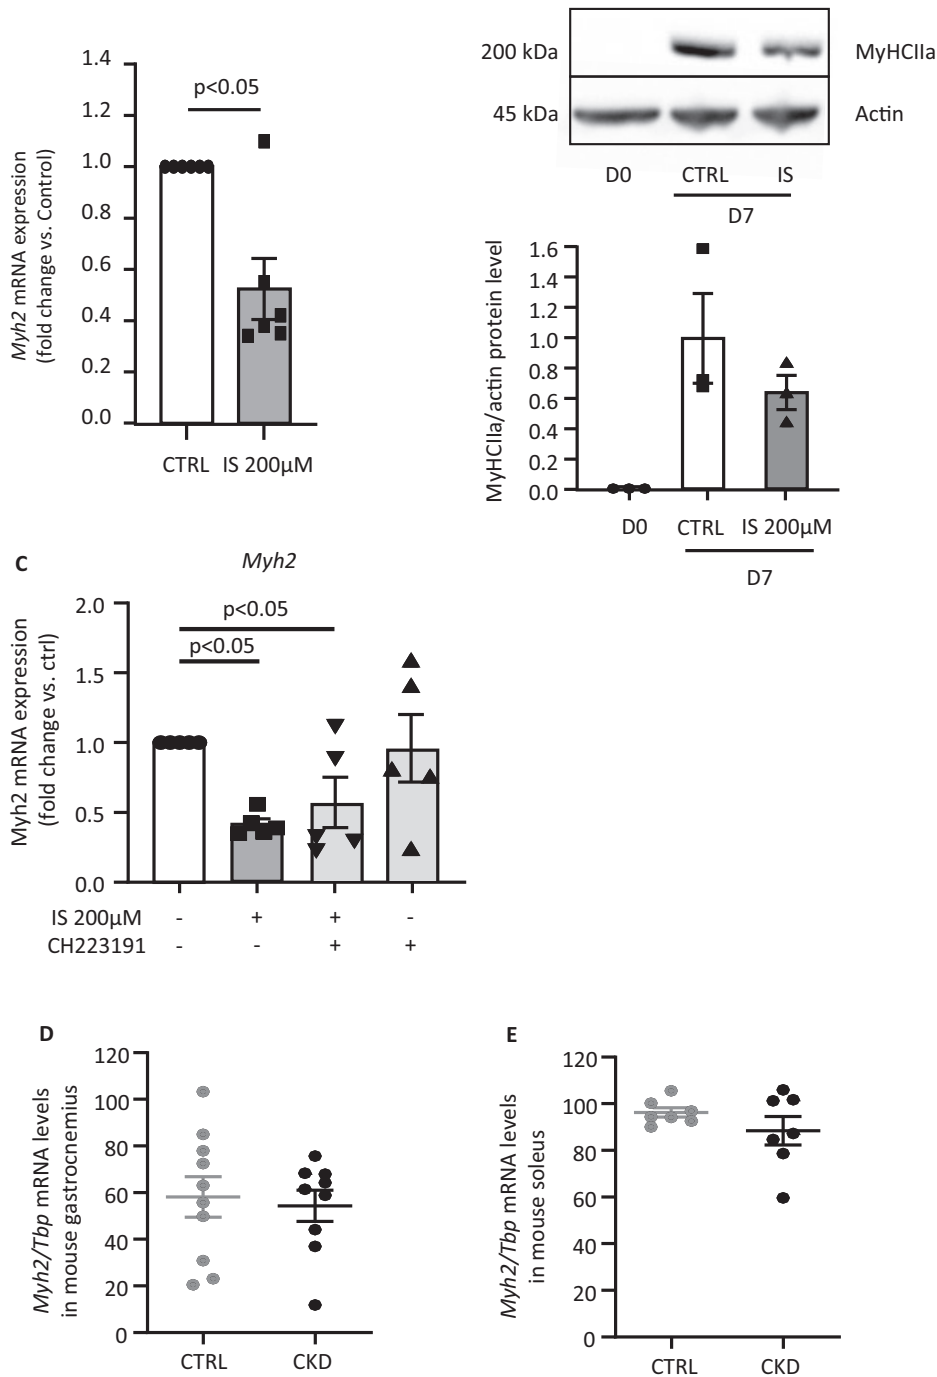 Myh2 mRNA expression
(fold change vs. Control)
1.4
1.2
1.0
0.8
0.6
0.4
0.2
0.0
p<0.05
CTRL IS 200µM
200 kDa MyHCIIa
45 kDa Actin
D0 CTRL IS
D7
MyHCIIa/actin protein level
1.6
1.4
1.2
1.0
0.8
0.6
0.4
0.2
0.0
D0 CTRL IS 200µM
D7
C
Myh2
Myh2 mRNA expression
(fold change vs. ctrl)
2.0
1.5
1.0
0.5
0.0
p<0.05
p<0.05
IS 200µM - + + -
CH223191 - - + +
D
Myh2/Tbp mRNA levels
in mouse gastrocnemius
120
100
80
60
40
20
0
CTRL CKD
E
Myh2/Tbp mRNA levels
in mouse soleus
120
100
80
60
40
20
0
CTRL CKD